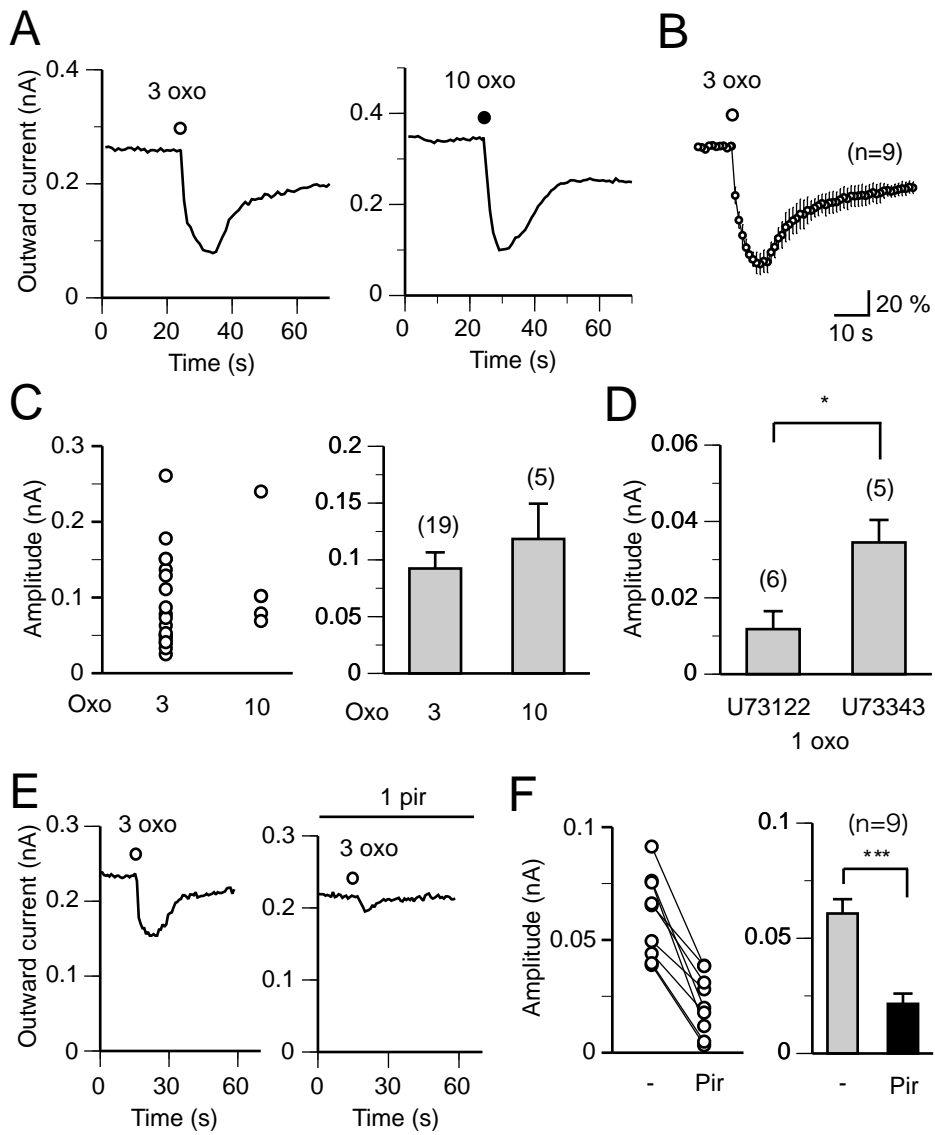 A
Outward current (nA)
0.4
0.2
0
3 oxo
0 20 40 60
Time (s)
0.4
0.2
0
10 oxo
0 20 40 60
Time (s)
B
3 oxo
(n=9)
20 %
10 s
C
Amplitude (nA)
0.3
0.2
0.1
0
Oxo 3 10
0.2
0.15
0.1
0.05
0
(19)
(5)
Oxo 3 10
D
Amplitude (nA)
0.06
0.04
0.02
0
*
(6)
(5)
U73122 U73343
1 oxo
E
Outward current (nA)
0.3
0.2
0.1
0
3 oxo
0 30 60
Time (s)
1 pir
0.3
0.2
0.1
0
3 oxo
0 30 60
Time (s)
F
Amplitude (nA)
0.1
0.05
0
- Pir
0.1
0.05
0
(n=9)
***
- Pir